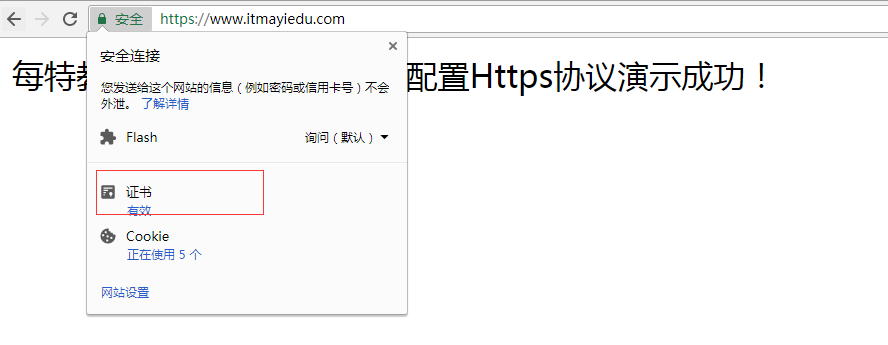 安全 https://www.itmayiedu.com
安全连接
每特 配置Https协议演示成功！
您发送给这个网站的信息（例如密码或信用卡号）不会
外泄。 了解详情
Flash 询问（默认）
证书
有效
Cookie
正在使用 5 个
网站设置